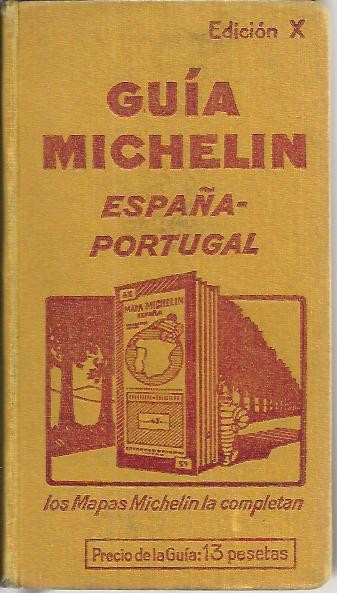 Edición X
GUÍA
MICHELIN
ESPAÑA-
PORTUGAL
MAPA MICHELIN
ESPAÑA
los Mapas Michelin la completan
Precio de la Guía: 13 pesetas